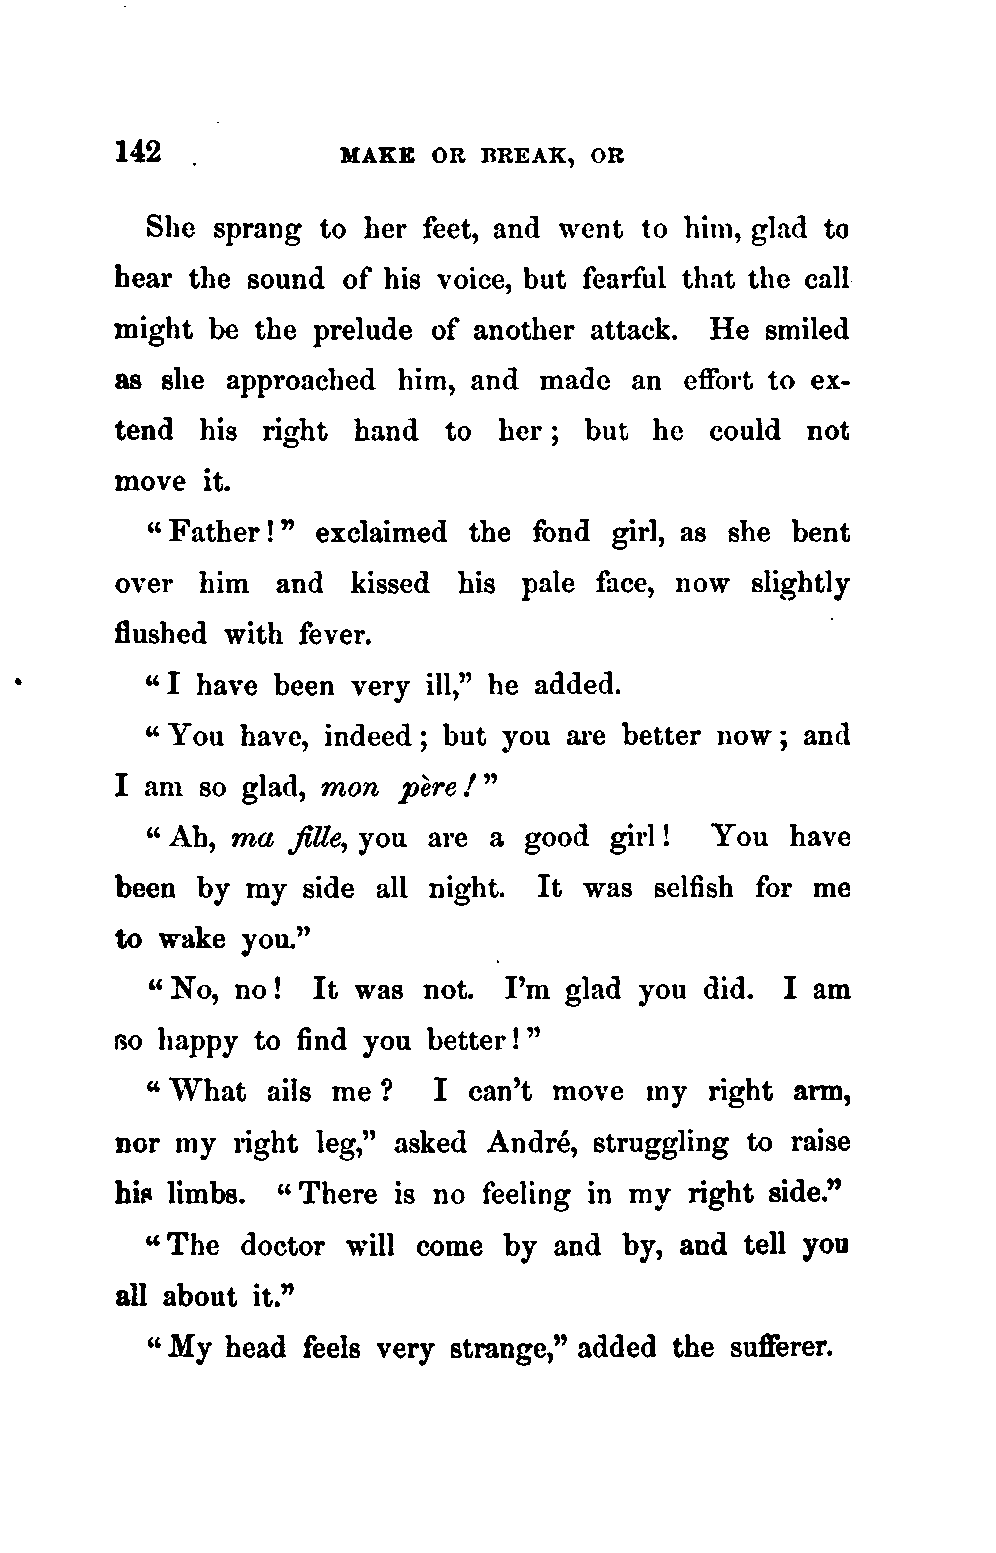 142 MAKE OR BREAK, OR
She sprang to her feet, and went to him, glad to
hear the sound of his voice, but fearful that the call
might be the prelude of another attack. He smiled
as she approached him, and made an effort to ex-
tend his right hand to her; but he could not
move it.
"Father!" exclaimed the fond girl, as she bent
over him and kissed his pale face, now slightly
flushed with fever.
"I have been very ill," he added.
"You have, indeed; but you are better now; and
I am so glad, mon père!"
"Ah, ma fille, you are a good girl! You have
been by my side all night. It was selfish for me
to wake you."
"No, no! It was not. I'm glad you did. I am
so happy to find you better!"
"What ails me? I can't move my right arm,
nor my right leg," asked André, struggling to raise
his limbs. "There is no feeling in my right side."
"The doctor will come by and by, and tell you
all about it."
"My head feels very strange," added the sufferer.